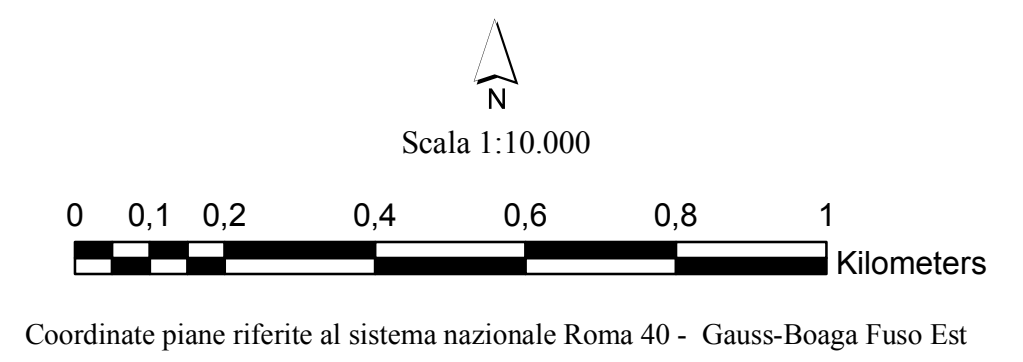 N
Scala 1:10.000
0 0,1 0,2 0,4 0,6 0,8 1
Kilometers
Coordinate piane riferite al sistema nazionale Roma 40 - Gauss-Boaga Fuso Est